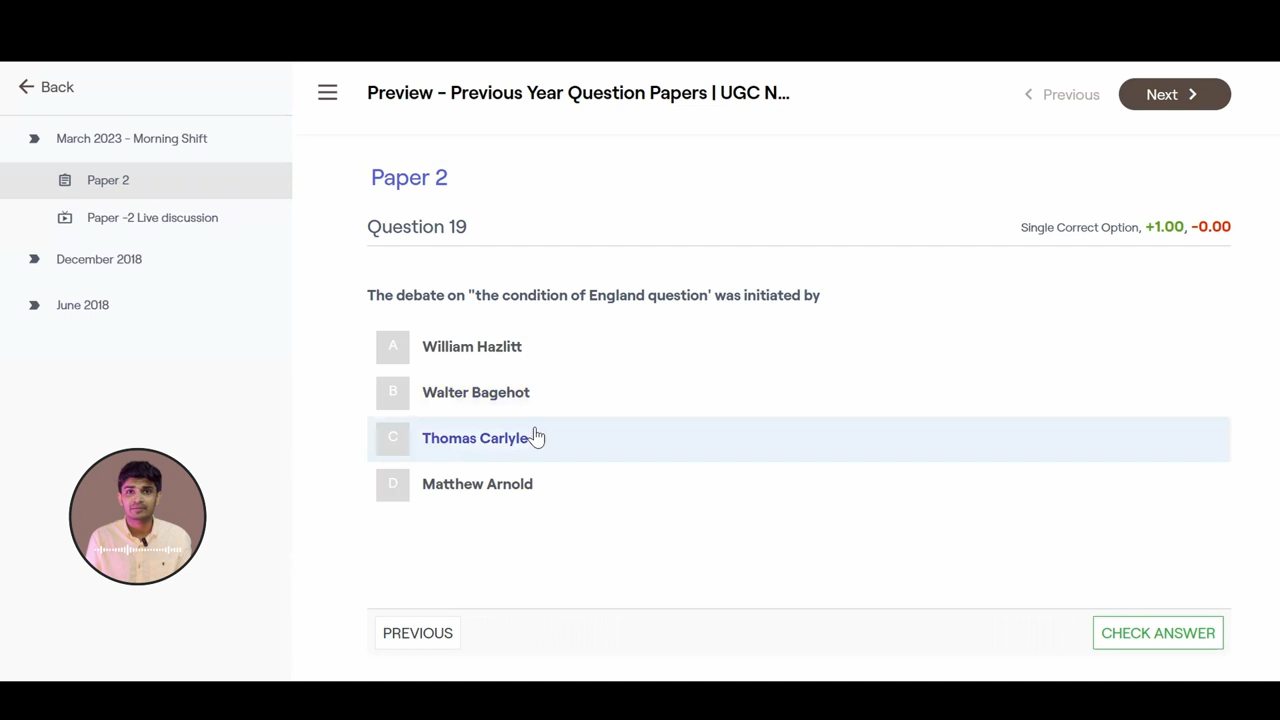 Back
Preview - Previous Year Question Papers | UGC N...
Previous
Next
March 2023 - Morning Shift
Paper 2
Paper -2 Live discussion
December 2018
June 2018
Paper 2
Question 19
Single Correct Option, +1.00, -0.00
The debate on "the condition of England question' was initiated by
A William Hazlitt
B Walter Bagehot
C Thomas Carlyle
D Matthew Arnold
PREVIOUS
CHECK ANSWER